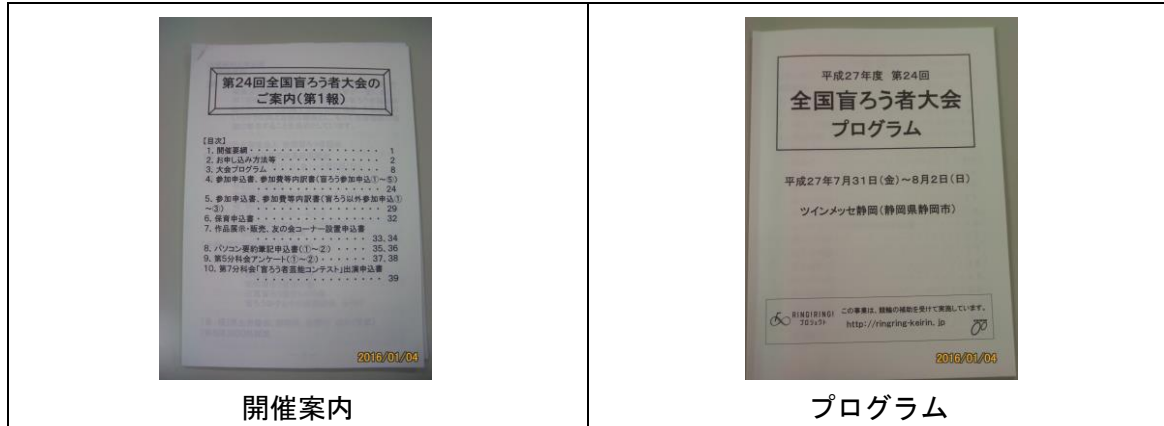 第24回全国盲ろう者大会の
ご案内(第1報)
【目次】
1. 開催要綱 ・・・・・・・・・・・・・・・・ 1
2. お申し込み方法等 ・・・・・・・・・・・・ 2
3. 大会プログラム ・・・・・・・・・・・・・ 8
4. 参加申込書、参加費等内訳書(盲ろう参加申込①~⑤)
・・・・・・・・・・・・・・・・ 24
5. 参加申込書、参加費等内訳書(盲ろう以外参加申込①
~③) ・・・・・・・・・・・・・・・ 29
6. 保育申込書 ・・・・・・・・・・・・・・・ 32
7. 作品展示・販売、友の会コーナー設置申込書
・・・・・・・・・・・・・・ 33, 34
8. パソコン要約筆記申込書(①~②) ・・・・ 35, 36
9. 第5分科会アンケート(①~②)・・・・・・ 37, 38
10. 第7分科会「盲ろう者芸能コンテスト」出演申込書
・・・・・・・・・・・・・・・・ 39
2016/01/04
開催案内
平成27年度 第24回
全国盲ろう者大会
プログラム
平成27年7月31日(金)~8月2日(日)
ツインメッセ静岡(静岡県静岡市)
RING!RING!
プロジェクト
この事業は、競輪の補助を受けて実施しています。
http://ringring-keirin.jp
2016/01/04
プログラム